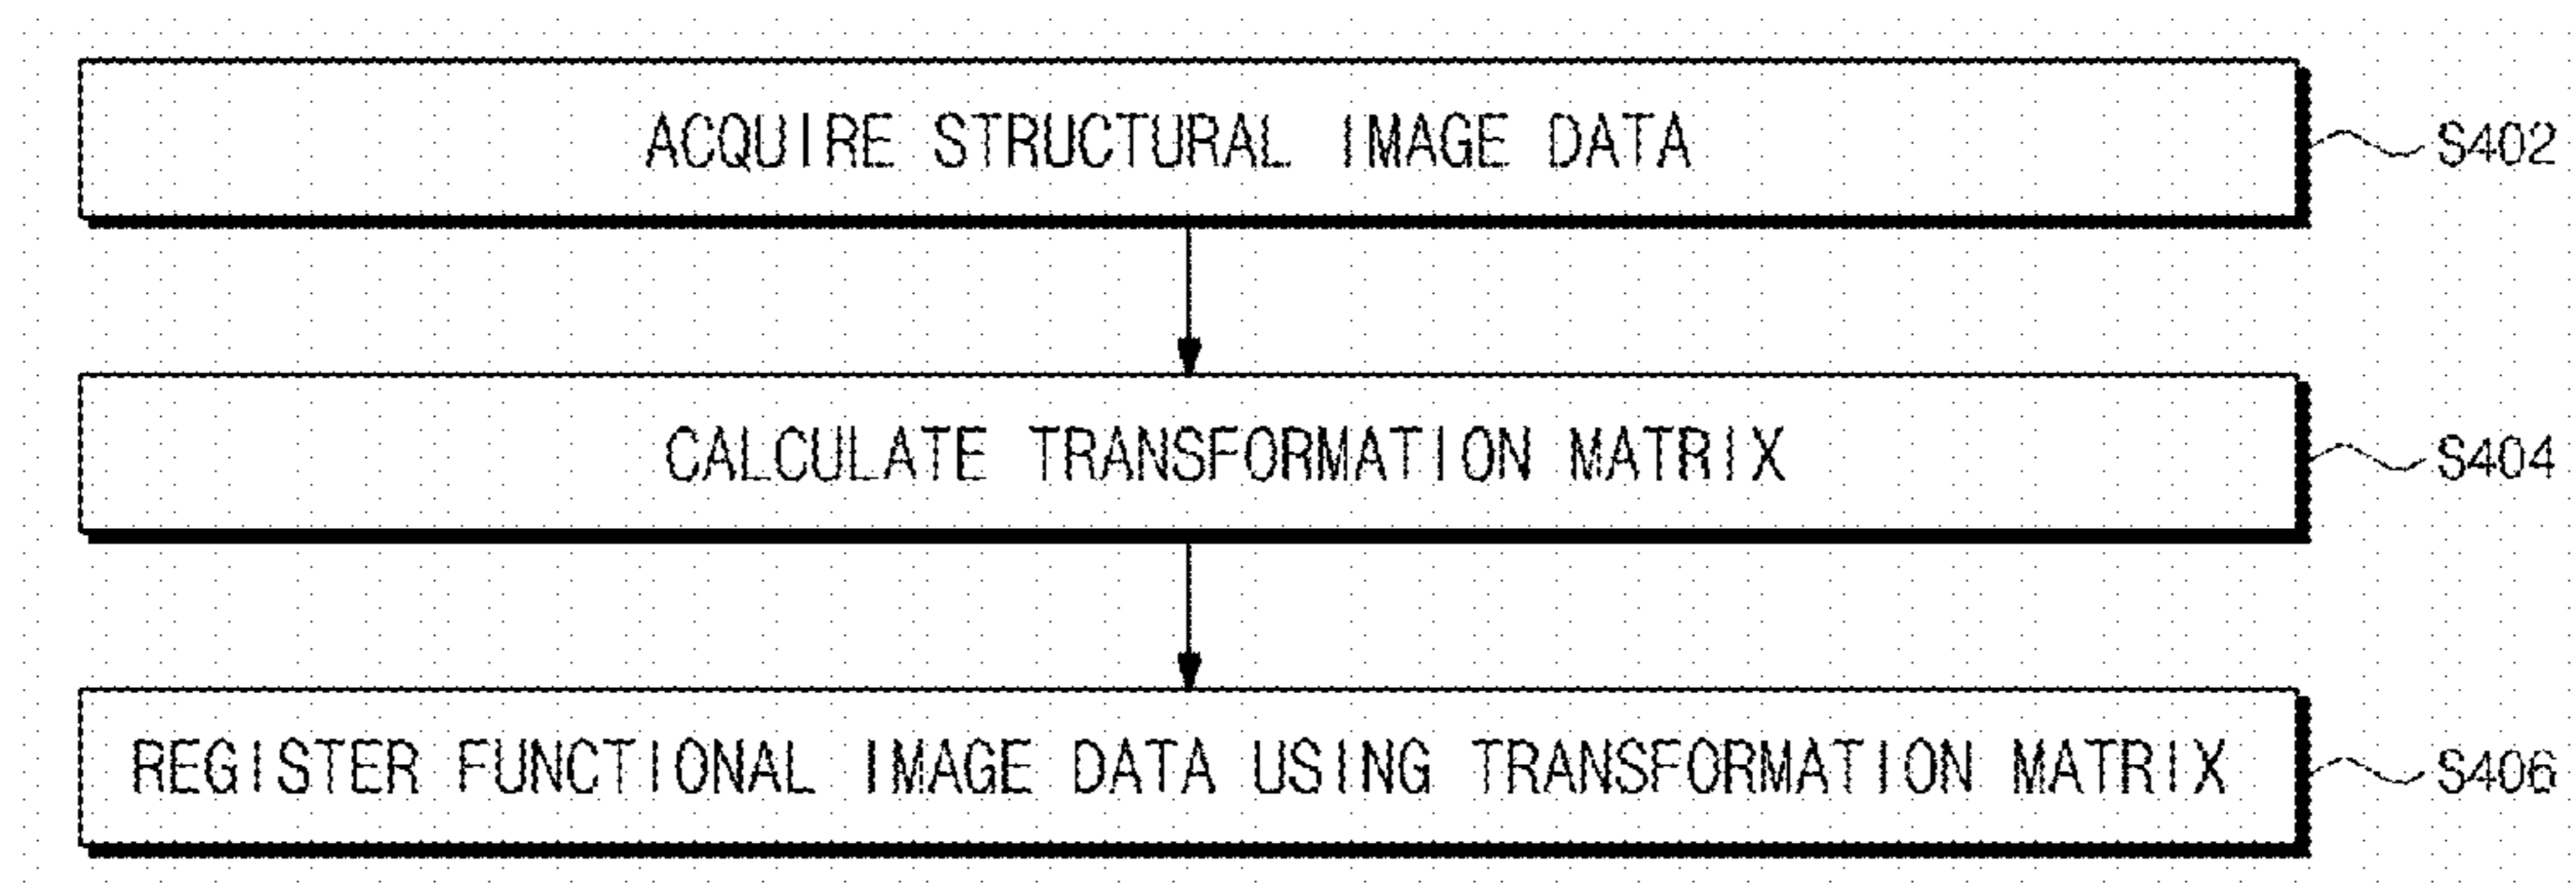 ACQUIRE STRUCTURAL IMAGE DATA S402
CALCULATE TRANSFORMATION MATRIX S404
REGISTER FUNCTIONAL IMAGE DATA USING TRANSFORMATION MATRIX S406